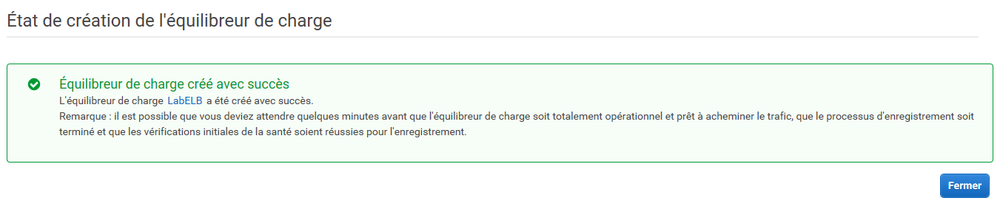 État de création de l'équilibreur de charge
Équilibreur de charge créé avec succès
L'équilibreur de charge LabELB a été créé avec succès.
Remarque : il est possible que vous deviez attendre quelques minutes avant que l'équilibreur de charge soit totalement opérationnel et prêt à acheminer le trafic, que le processus d'enregistrement soit
terminé et que les vérifications initiales de la santé soient réussies pour l'enregistrement.
Fermer